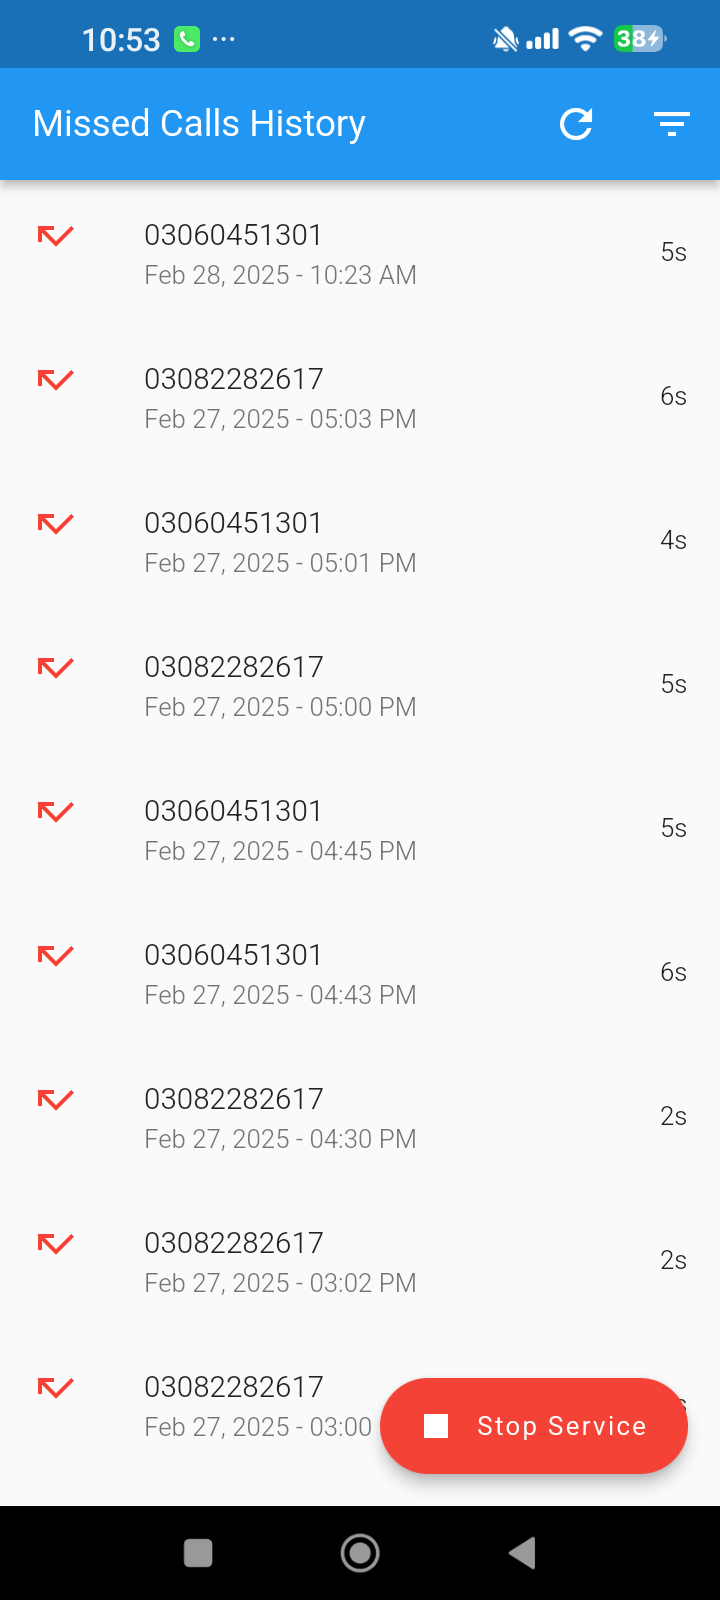 10:53
38
Missed Calls History
03060451301
Feb 28, 2025 - 10:23 AM
5s
03082282617
Feb 27, 2025 - 05:03 PM
6s
03060451301
Feb 27, 2025 - 05:01 PM
4s
03082282617
Feb 27, 2025 - 05:00 PM
5s
03060451301
Feb 27, 2025 - 04:45 PM
5s
03060451301
Feb 27, 2025 - 04:43 PM
6s
03082282617
Feb 27, 2025 - 04:30 PM
2s
03082282617
Feb 27, 2025 - 03:02 PM
2s
03082282617
Feb 27, 2025 - 03:00
Stop Service